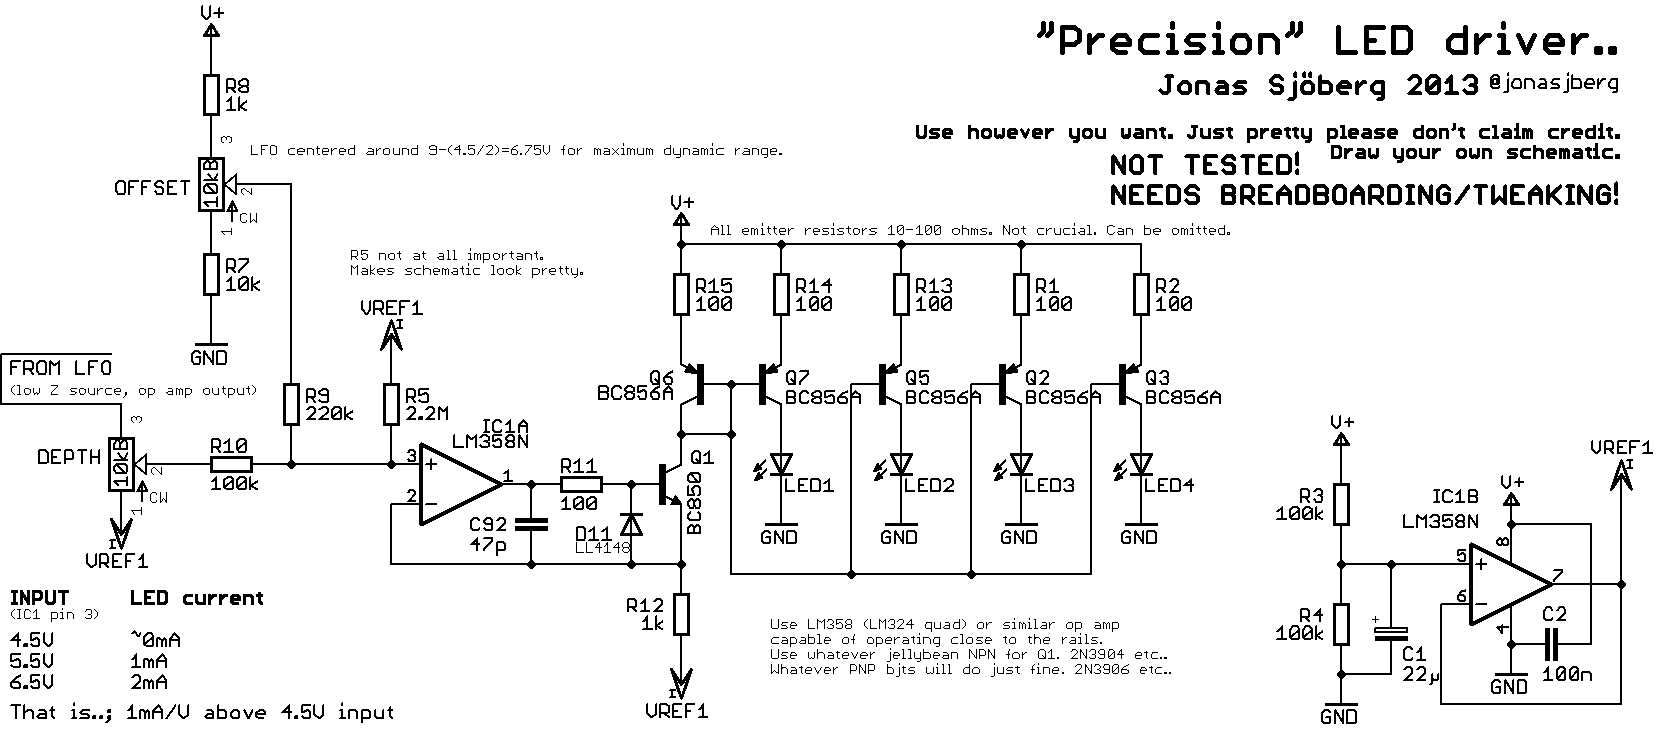 "Precision" LED driver..
Jonas Sjöberg 2013 @jonasjberg
Use however you want. Just pretty please don't claim credit.
Draw your own schematic.
NOT TESTED!
NEEDS BREADBOARDING/TWEAKING!
V+
R8
1k
3
LFO centered around 9-(4.5/2)=6.75V for maximum dynamic range.
OFFSET
10kB
2
CW
1
R7
10k
GND
R5 not at all important.
Makes schematic look pretty.
VREF1
I
FROM LFO
(low Z source, op amp output)
3
R9
220k
R5
2.2M
DEPTH
10kB
2
CW
1
I
VREF1
R10
100k
IC1A
LM358N
3
+
2
-
1
R11
100
C92
47p
D11
LL4148
Q1
BC850
R12
1k
I
VREF1
V+
All emitter resistors 10-100 ohms. Not crucial. Can be omitted.
R15
100
R14
100
R13
100
R1
100
R2
100
Q6
BC856A
Q7
BC856A
Q5
BC856A
Q2
BC856A
Q3
BC856A
LED1
LED2
LED3
LED4
GND
GND
GND
GND
INPUT LED current
(IC1 pin 3)
4.5V ~0mA
5.5V 1mA
6.5V 2mA
That is..; 1mA/V above 4.5V input
Use LM358 (LM324 quad) or similar op amp
capable of operating close to the rails.
Use whatever jellybean NPN for Q1. 2N3904 etc..
Whatever PNP bjts will do just fine. 2N3906 etc..
V+
R3
100k
R4
100k
+
C1
22µ
GND
IC1B
LM358N
V+
8
5
+
6
-
7
4
C2
100n
GND
VREF1
I